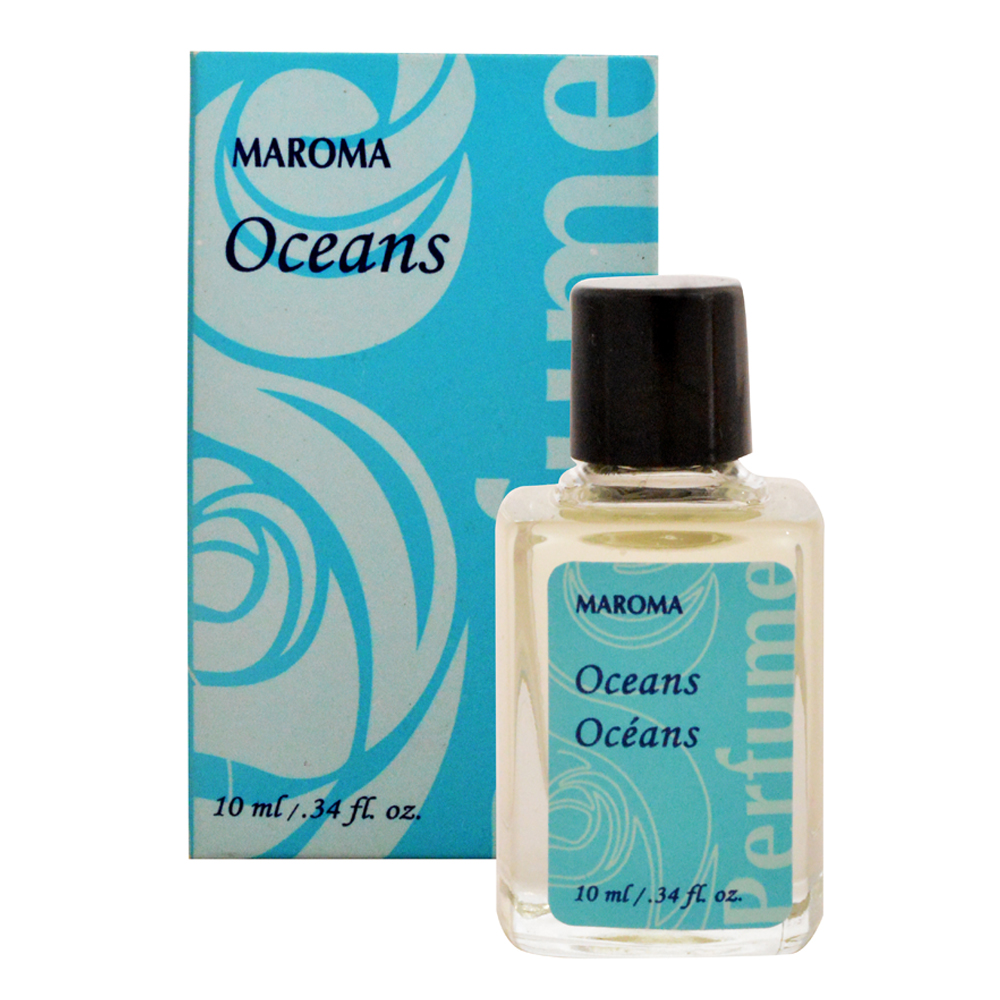 MAROMA
Oceans
10 ml / .34 fl. oz.
MAROMA
Oceans
Océans
10 ml / .34 fl. oz.
Perfume